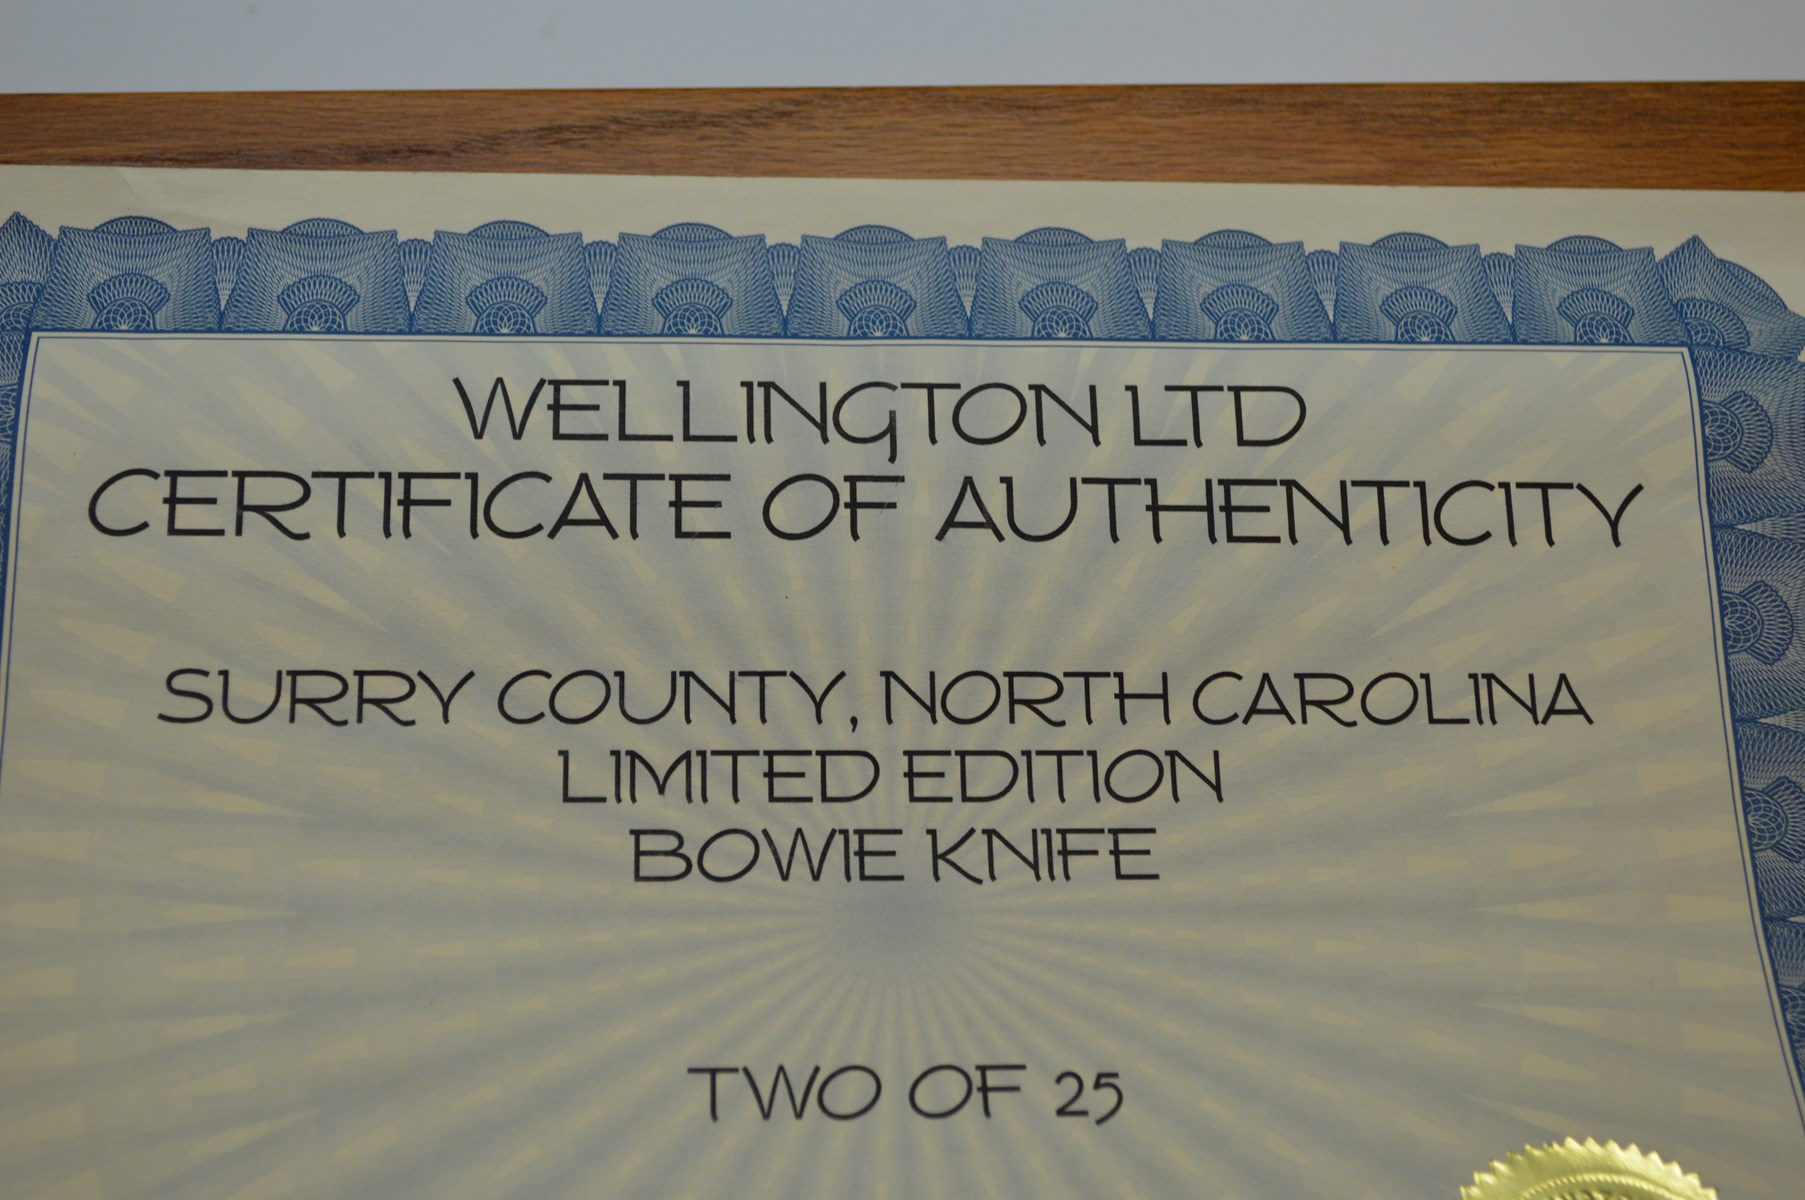 WELLINGTON LTD
CERTIFICATE OF AUTHENTICITY
SURRY COUNTY, NORTH CAROLINA
LIMITED EDITION
BOWIE KNIFE
TWO OF 25